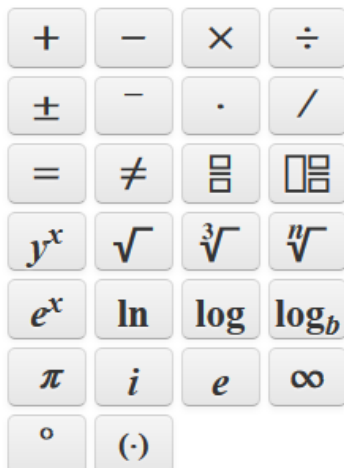 + − × ÷
± − · /
= ≠ □/□ □□/□
yˣ √ ∛ ⁿ√
eˣ ln log log_b
π i e ∞
° (·)